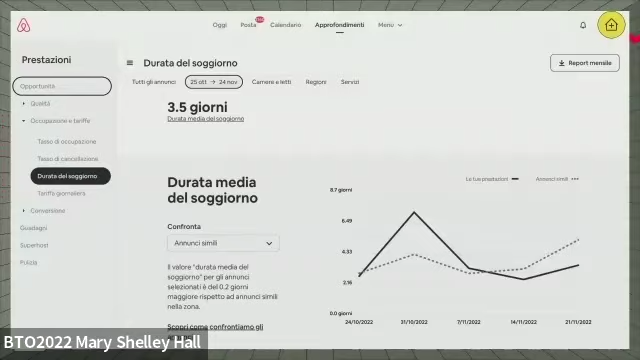 Oggi Posta Calendario Approfondimenti Menu
Prestazioni
Durata del soggiorno
Report mensile
Opportunità
Tutti gli annunci 25 ott → 24 nov Camere e letti Regioni Servizi
Qualità
Occupazione e tariffe
3.5 giorni
Durata media del soggiorno
Tasso di occupazione
Tasso di cancellazione
Durata del soggiorno
Tariffa giornaliera
Conversione
Guadagni
Superhost
Pulizia
Durata media
del soggiorno
Confronta
Annunci simili
Il valore "durata media del
soggiorno" per gli annunci
selezionati è del 0.2 giorni
maggiore rispetto ad annunci simili
nella zona.
Scopri come confrontiamo gli
Le tue prestazioni
Annunci simili
8.7 giorni
6.49
4.33
2.16
0.0 giorni
24/10/2022 31/10/2022 7/11/2022 14/11/2022 21/11/2022
BTO2022 Mary Shelley Hall